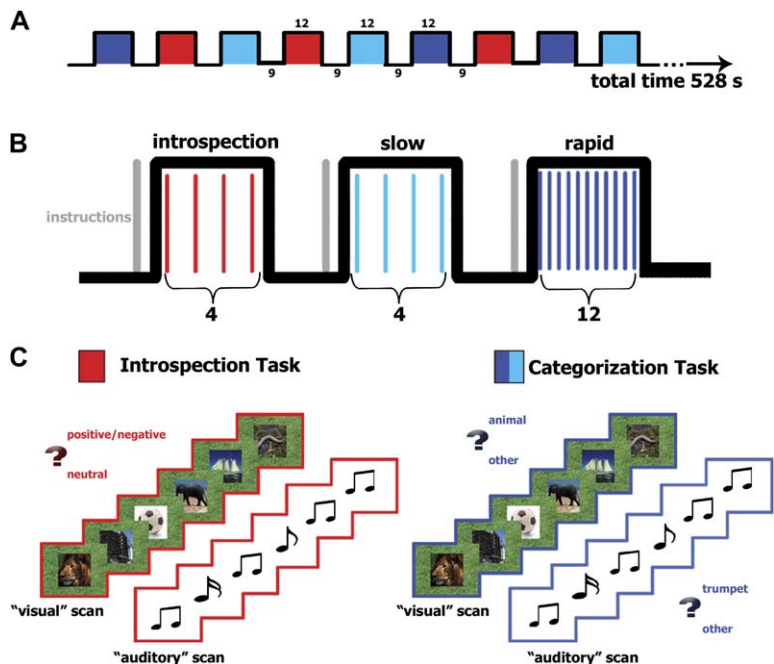 A
12 12 12
9 9 9 9
total time 528 s
B
introspection slow rapid
instructions
4 4 12
C
Introspection Task
positive/negative
?
neutral
"visual" scan
"auditory" scan
Categorization Task
animal
?
other
"visual" scan
trumpet
?
other
"auditory" scan